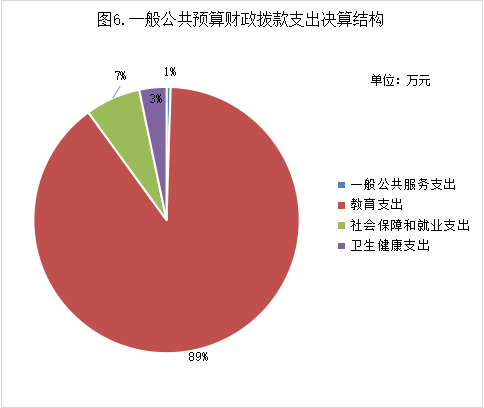 图6.一般公共预算财政拨款支出决算结构
单位：万元
1%
7%
3%
89%
一般公共服务支出
教育支出
社会保障和就业支出
卫生健康支出